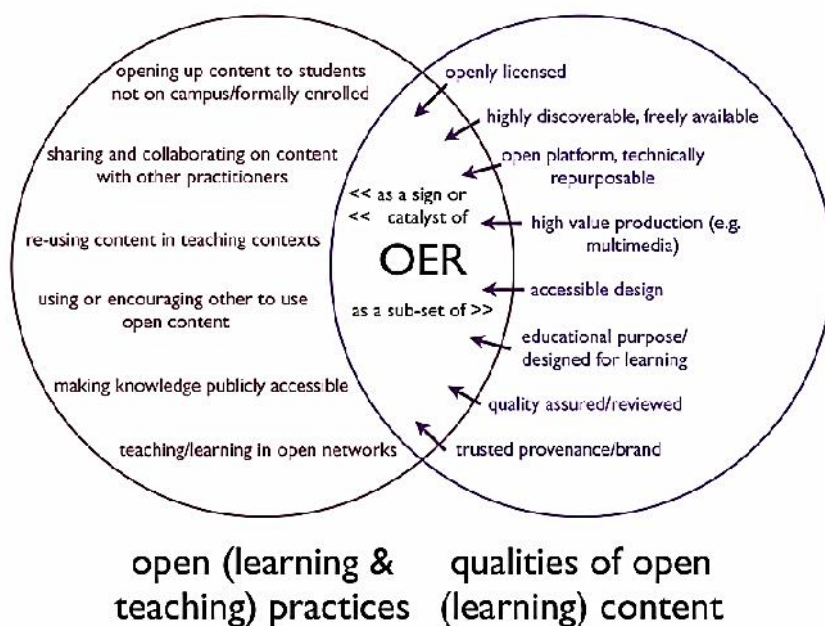 opening up content to students
not on campus/formally enrolled
sharing and collaborating on content
with other practitioners
re-using content in teaching contexts
using or encouraging other to use
open content
making knowledge publicly accessible
teaching/learning in open networks
<< as a sign or
<< catalyst of
OER
as a sub-set of >>
openly licensed
highly discoverable, freely available
open platform, technically
repurposable
high value production (e.g.
multimedia)
accessible design
educational purpose/
designed for learning
quality assured/reviewed
trusted provenance/brand
open (learning &
teaching) practices
qualities of open
(learning) content